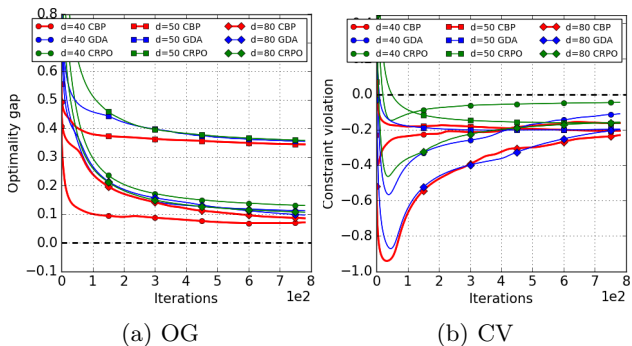 0.8
d=40 CBP d=50 CBP d=80 CBP
d=40 GDA d=50 GDA d=80 GDA
d=40 CRPO d=50 CRPO d=80 CRPO
0.6
0.5
0.4
0.3
0.2
0.1
0.0
−0.1
Optimality gap
0 1 2 3 4 5 6 7 8
Iterations 1e2
(a) OG
d=40 CBP d=50 CBP d=80 CBP
d=40 GDA d=50 GDA d=80 GDA
d=40 CRPO d=50 CRPO d=80 CRPO
0.0
−0.2
−0.4
−0.6
−0.8
−1.0
Constraint violation
0 1 2 3 4 5 6 7 8
Iterations 1e2
(b) CV